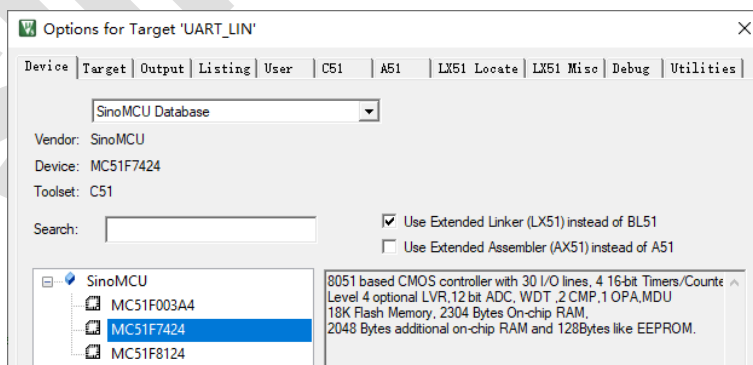 Options for Target 'UART_LIN'
Device Target Output Listing User C51 A51 LX51 Locate LX51 Misc Debug Utilities
SinoMCU Database
Vendor: SinoMCU
Device: MC51F7424
Toolset: C51
Search:
Use Extended Linker (LX51) instead of BL51
Use Extended Assembler (AX51) instead of A51
SinoMCU
MC51F003A4
MC51F7424
MC51F8124
8051 based CMOS controller with 30 I/O lines, 4 16-bit Timers/Counte
Level 4 optional LVR,12 bit ADC, WDT ,2 CMP,1 OPA,MDU
18K Flash Memory, 2304 Bytes On-chip RAM,
2048 Bytes additional on-chip RAM and 128Bytes like EEPROM.